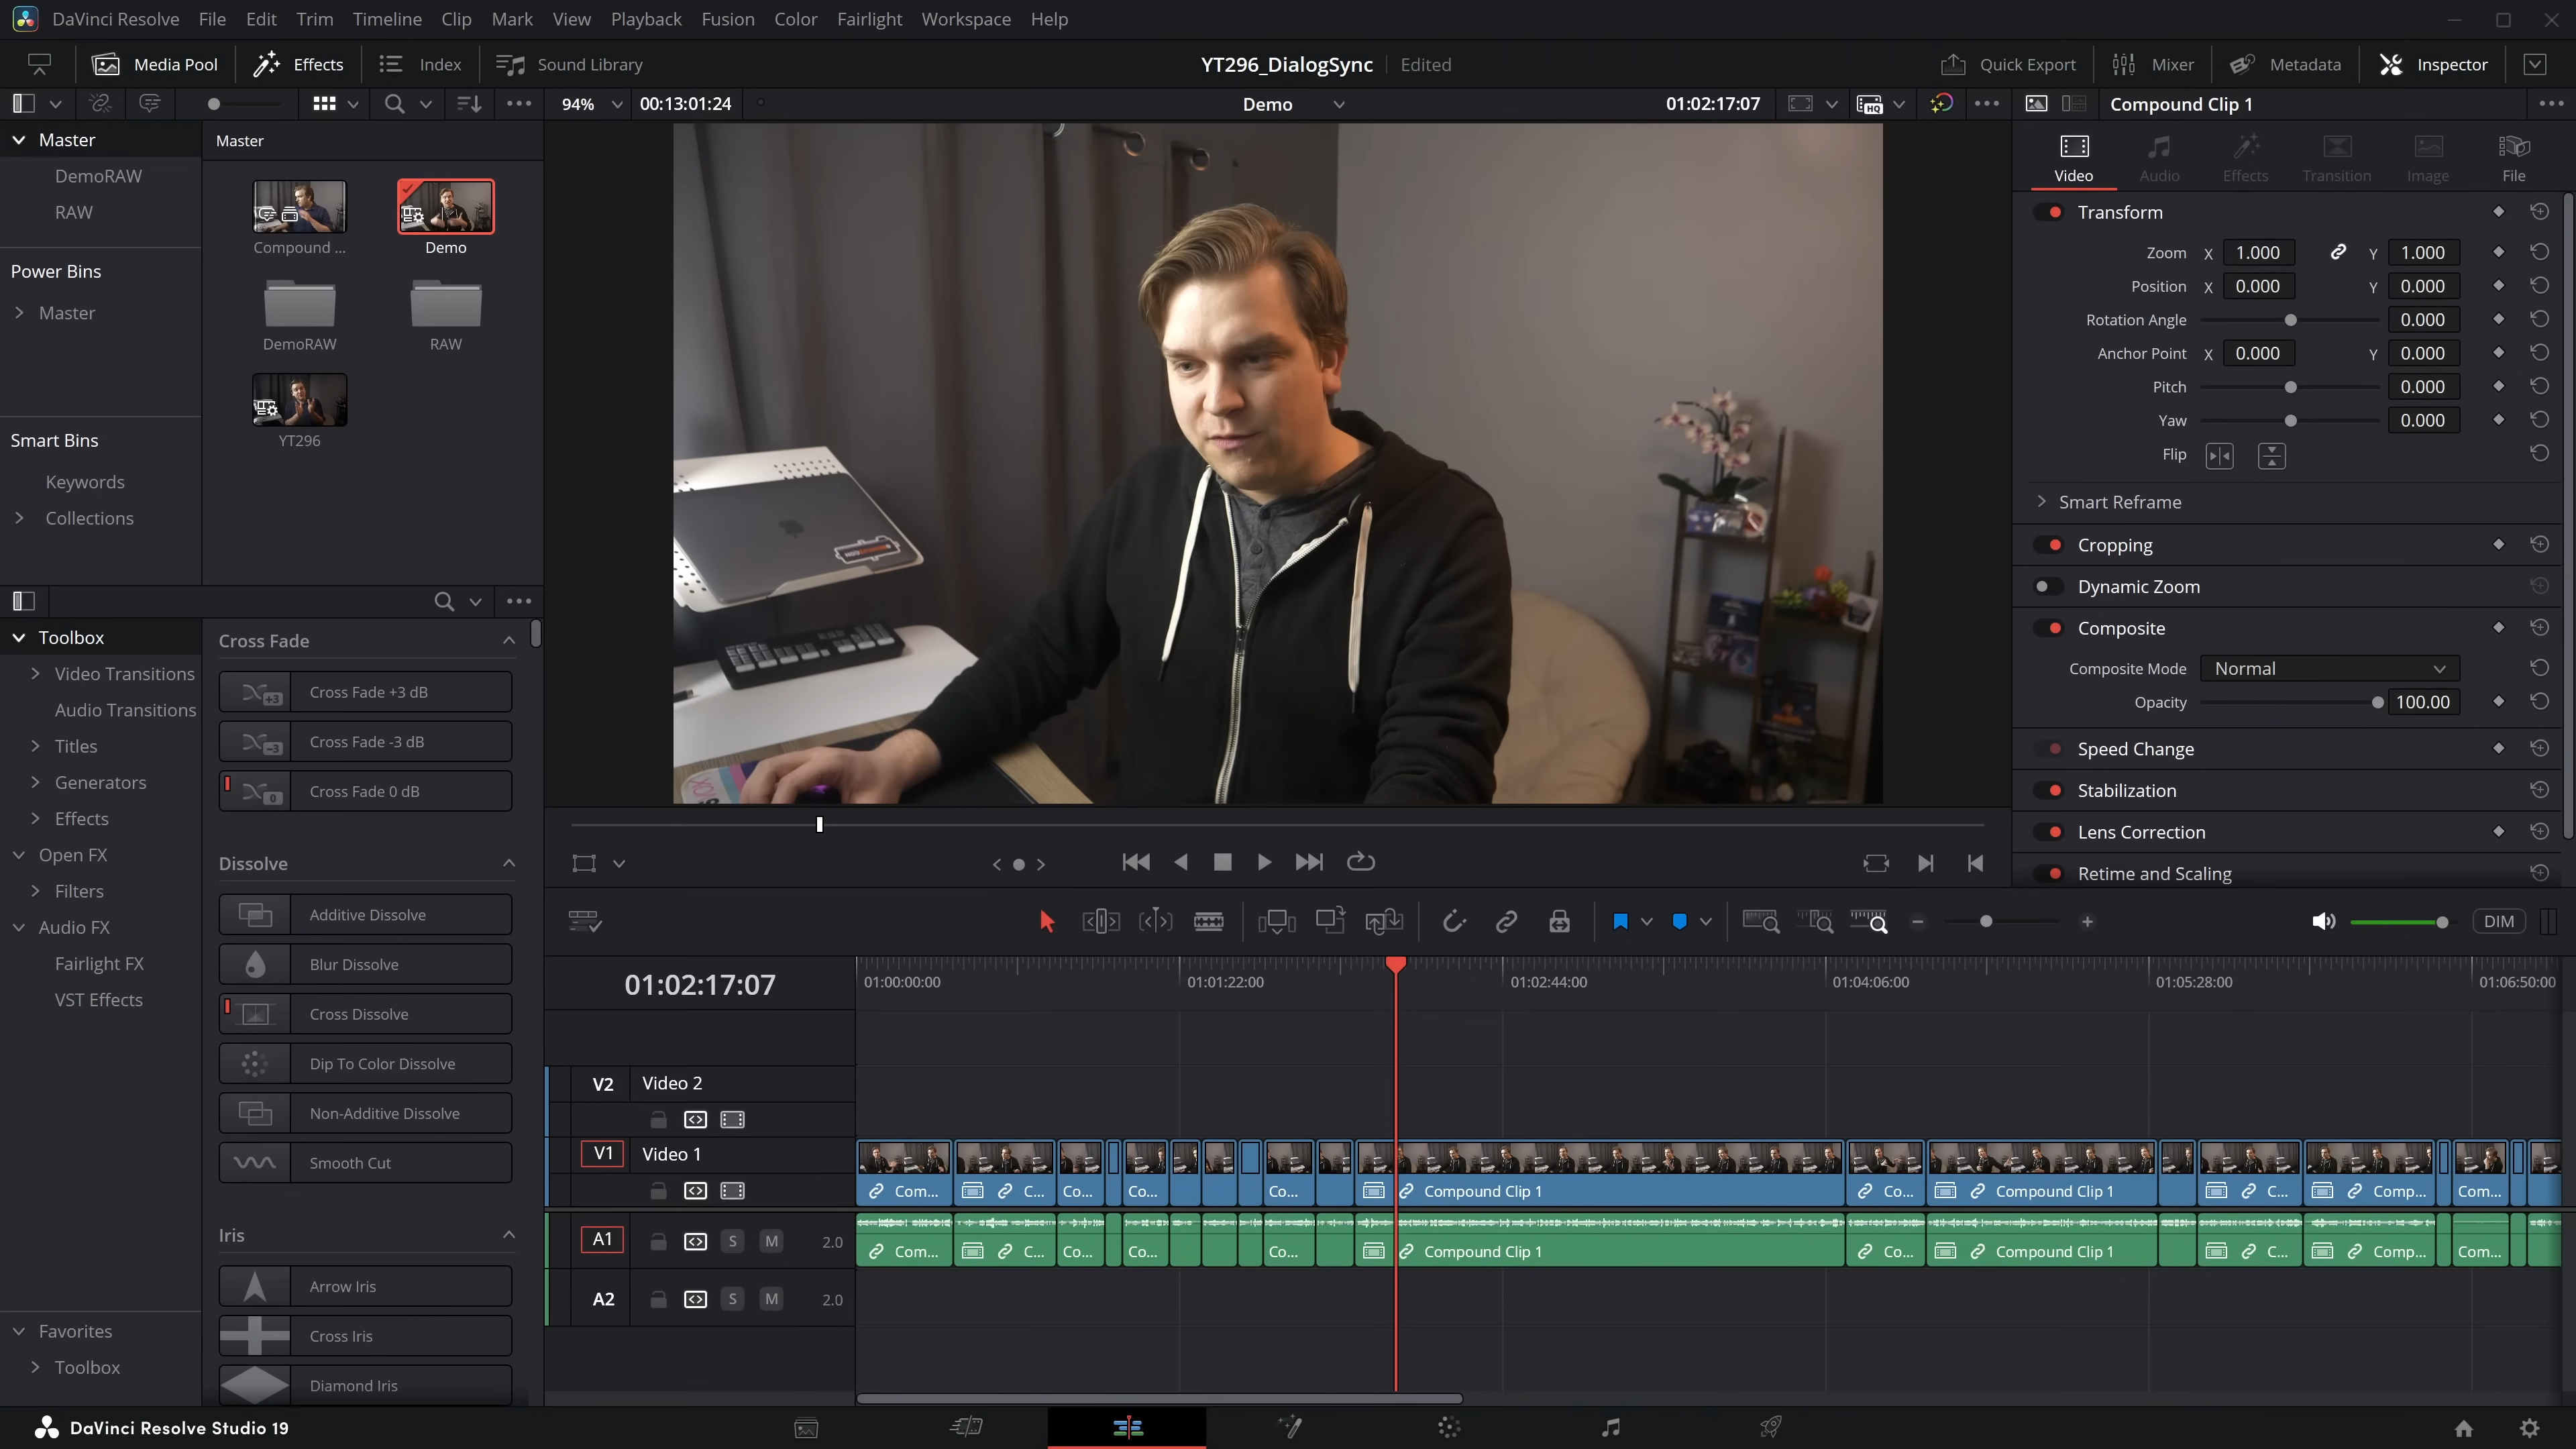 DaVinci Resolve File Edit Trim Timeline Clip Mark View Playback Fusion Color Fairlight Workspace Help
Media Pool Effects Index Sound Library YT296_DialogSync Edited Quick Export Mixer Metadata Inspector
94% 00:13:01:24 Demo 01:02:17:07 Compound Clip 1
Master
DemoRAW
RAW
Power Bins
Master
Smart Bins
Keywords
Collections
Master
Compound ...
Demo
DemoRAW
RAW
YT296
Video Audio Effects Transition Image File
Transform
Zoom X 1.000 Y 1.000
Position X 0.000 Y 0.000
Rotation Angle 0.000
Anchor Point X 0.000 Y 0.000
Pitch 0.000
Yaw 0.000
Flip
Smart Reframe
Cropping
Dynamic Zoom
Composite
Composite Mode Normal
Opacity 100.00
Speed Change
Stabilization
Lens Correction
Retime and Scaling
Toolbox
Video Transitions
Audio Transitions
Titles
Generators
Effects
Open FX
Filters
Audio FX
Fairlight FX
VST Effects
Favorites
Toolbox
Cross Fade
+3 Cross Fade +3 dB
-3 Cross Fade -3 dB
0 Cross Fade 0 dB
Dissolve
Additive Dissolve
Blur Dissolve
Cross Dissolve
Dip To Color Dissolve
Non-Additive Dissolve
Smooth Cut
Iris
Arrow Iris
Cross Iris
Diamond Iris
DIM
01:02:17:07
01:00:00:00 01:01:22:00 01:02:44:00 01:04:06:00 01:05:28:00 01:06:50:00
V2 Video 2
V1 Video 1
Com... C... Co... Co... Co... Compound Clip 1 Co... Compound Clip 1 C... Comp... Com...
A1 S M 2.0
Com... C... Co... Co... Co... Compound Clip 1 Co... Compound Clip 1 C... Comp... Com...
A2 S M 2.0
DaVinci Resolve Studio 19